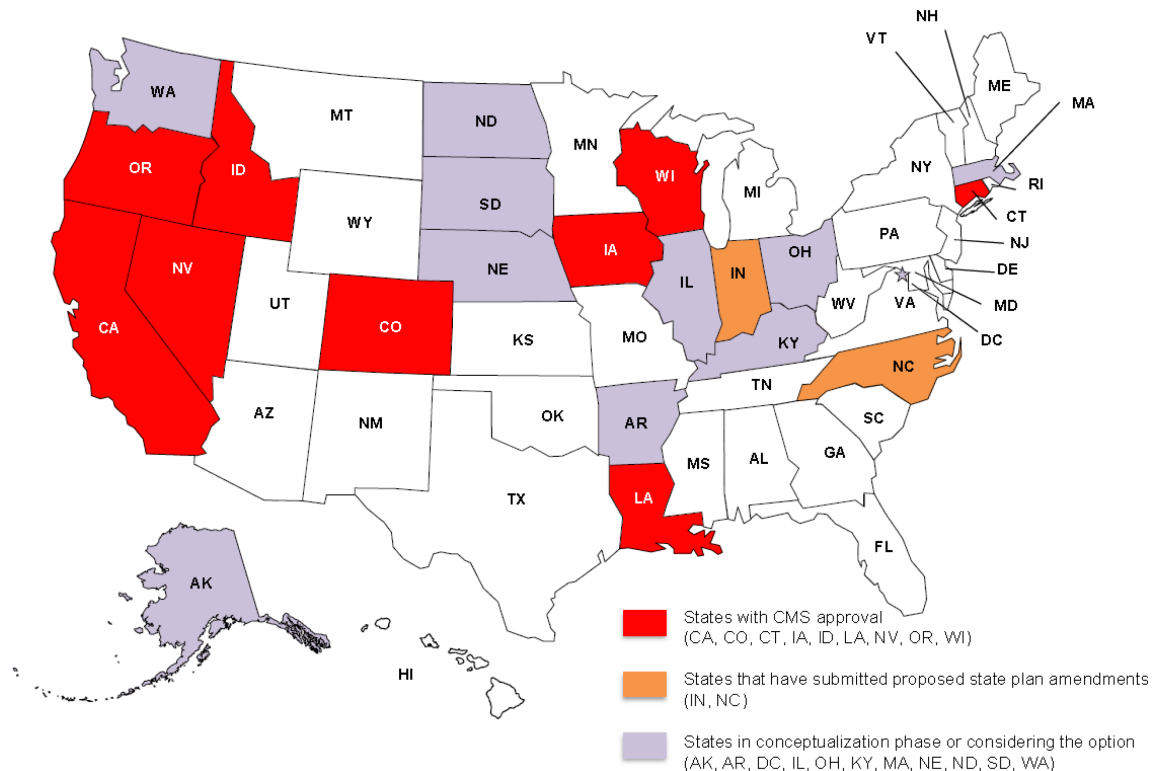 NH
VT
ME
WA
MA
MT
ND
MN
OR
ID
WI
NY
SD
MI
RI
WY
CT
PA
NJ
IA
NE
OH
DE
NV
IN
IL
UT
WV
VA
MD
CA
CO
DC
KS
MO
KY
NC
TN
AZ
OK
NM
AR
SC
MS
AL
GA
LA
TX
FL
AK
HI
States with CMS approval
(CA, CO, CT, IA, ID, LA, NV, OR, WI)
States that have submitted proposed state plan amendments
(IN, NC)
States in conceptualization phase or considering the option
(AK, AR, DC, IL, OH, KY, MA, NE, ND, SD, WA)